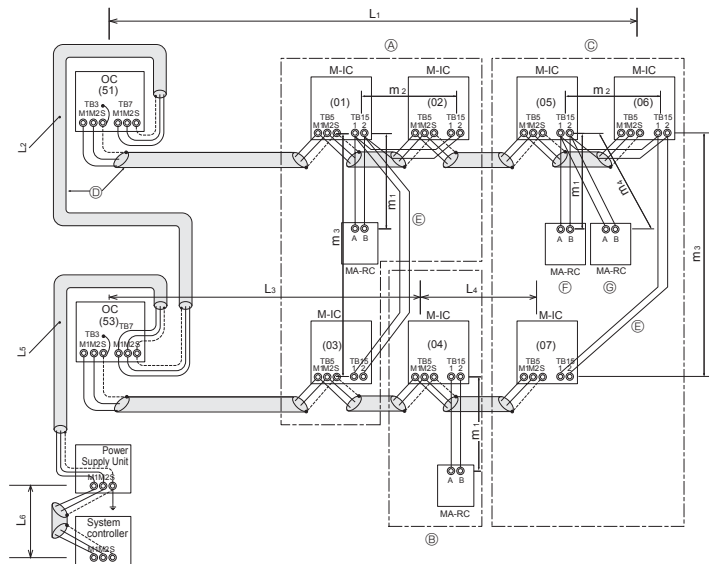 L1
Ⓐ
Ⓒ
M-IC
M-IC
M-IC
M-IC
OC
(51)
TB3
TB7
M1M2S
M1M2S
(01)
m2
(02)
(05)
m2
(06)
TB5
M1M2S
TB15
1 2
TB5
M1M2S
TB15
1 2
TB5
M1M2S
TB15
1 2
TB5
M1M2S
TB15
1 2
L2
Ⓓ
m3
m1
Ⓔ
m1
m4
m3
A B
MA-RC
A B
MA-RC
Ⓕ
A B
MA-RC
Ⓖ
L3
L4
Ⓔ
OC
(53)
TB3
TB7
M1M2S
M1M2S
M-IC
(03)
TB5
M1M2S
TB15
1 2
M-IC
(04)
TB5
M1M2S
TB15
1 2
M-IC
(07)
TB5
M1M2S
TB15
1 2
L5
m1
A B
MA-RC
Ⓑ
Power
Supply Unit
M1M2S
L6
System
controller
M1M2S